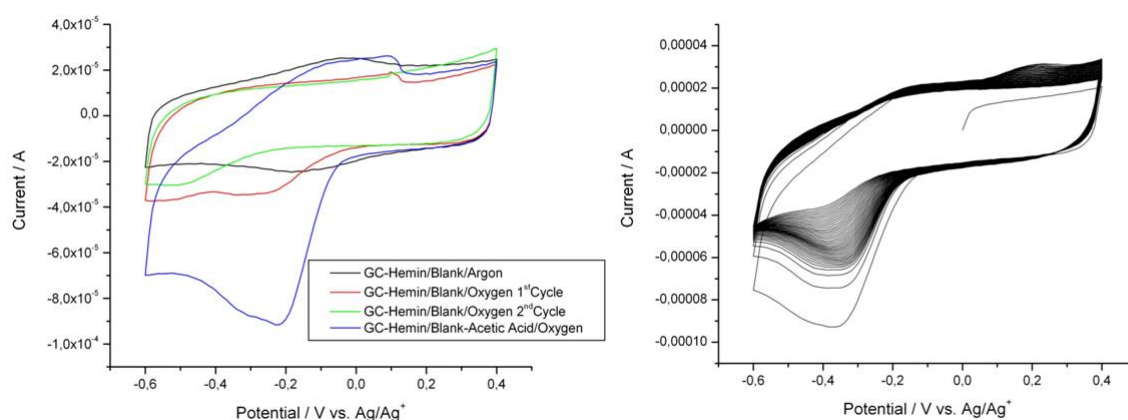 4,0x10⁻⁵
2,0x10⁻⁵
0,0
-2,0x10⁻⁵
-4,0x10⁻⁵
-6,0x10⁻⁵
-8,0x10⁻⁵
-1,0x10⁻⁴
Current / A
GC-Hemin/Blank/Argon
GC-Hemin/Blank/Oxygen 1ˢᵗCycle
GC-Hemin/Blank/Oxygen 2ⁿᵈCycle
GC-Hemin/Blank-Acetic Acid/Oxygen
-0,6 -0,4 -0,2 0,0 0,2 0,4
Potential / V vs. Ag/Ag⁺
0,00004
0,00002
0,00000
-0,00002
-0,00004
-0,00006
-0,00008
-0,00010
Current / A
-0,6 -0,4 -0,2 0,0 0,2 0,4
Potential / V vs. Ag/Ag⁺